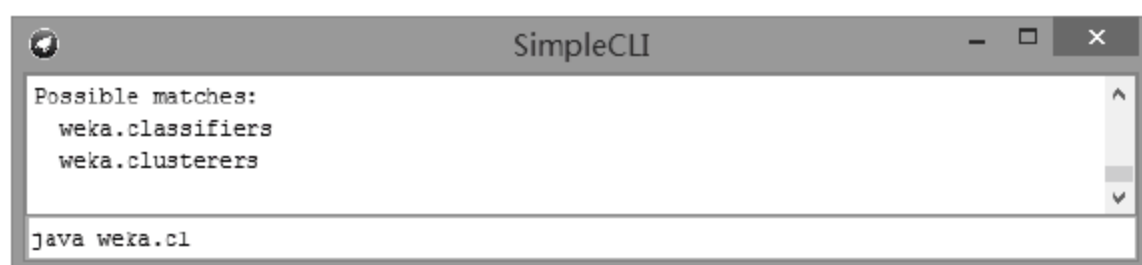 SimpleCLI
Possible matches:
weka.classifiers
weka.clusterers
java weka.cl